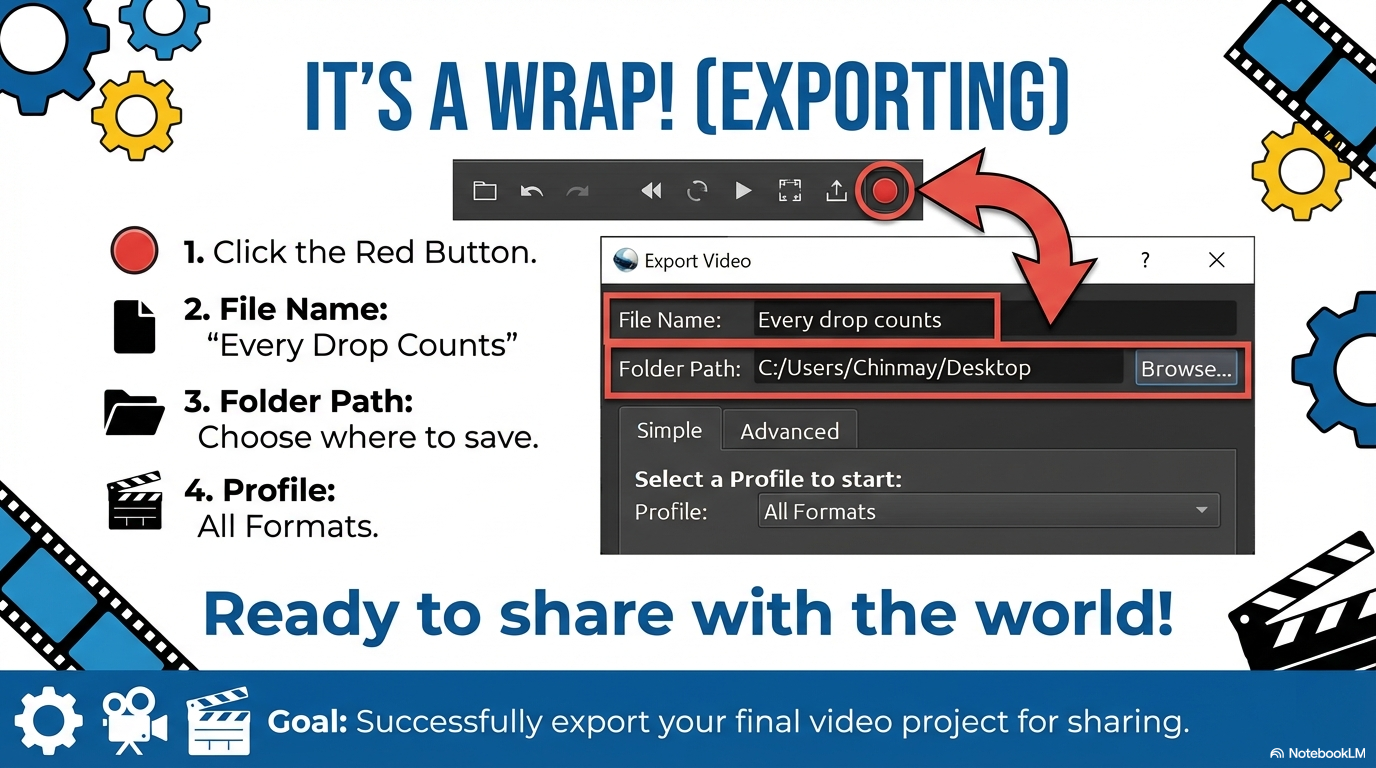 IT'S A WRAP! (EXPORTING)
1. Click the Red Button.
2. File Name:
“Every Drop Counts”
3. Folder Path:
Choose where to save.
4. Profile:
All Formats.
Export Video
?
File Name: Every drop counts
Folder Path: C:/Users/Chinmay/Desktop Browse...
Simple Advanced
Select a Profile to start:
Profile: All Formats
Ready to share with the world!
Goal: Successfully export your final video project for sharing.
NotebookLM